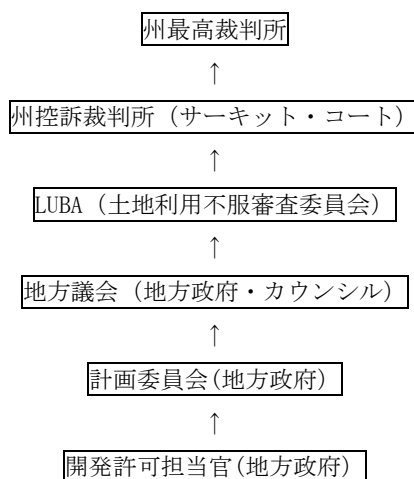 州最高裁判所
↑
州控訴裁判所（サーキット・コート）
↑
LUBA（土地利用不服審査委員会）
↑
地方議会（地方政府・カウンシル）
↑
計画委員会(地方政府）
↑
開発許可担当官(地方政府）